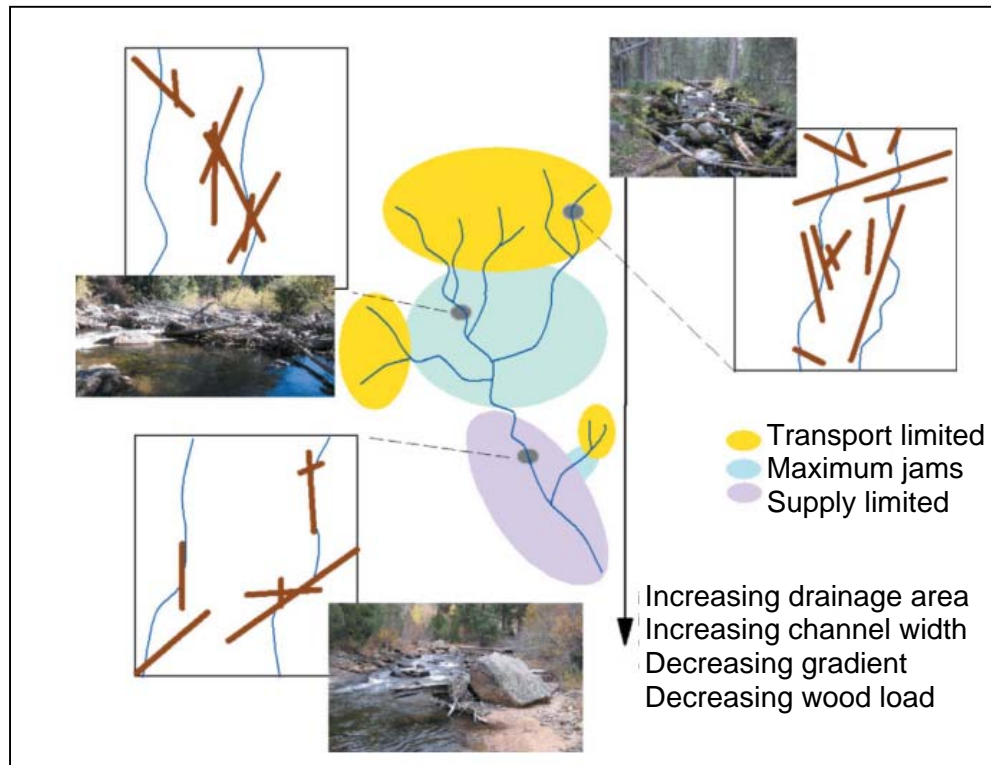 Transport limited
Maximum jams
Supply limited
Increasing drainage area
Increasing channel width
Decreasing gradient
Decreasing wood load